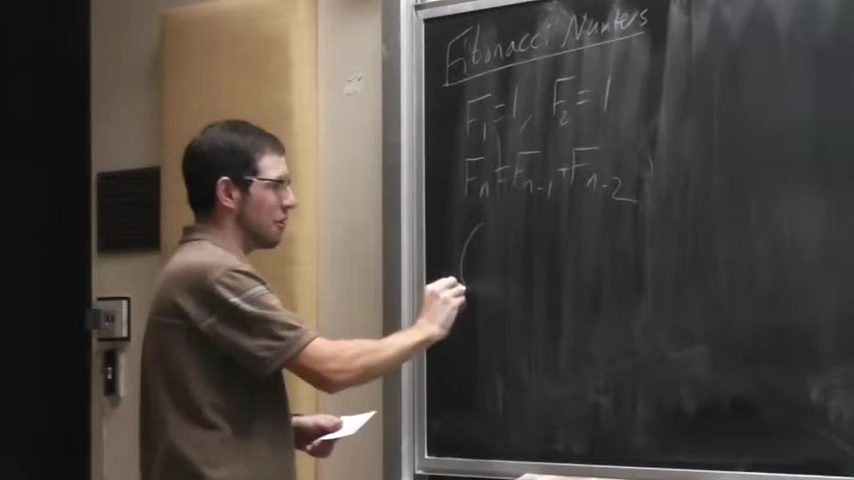 Fibonacci Numbers
F₁=1, F₂=1
Fₙ=Fₙ₋₁+Fₙ₋₂
(